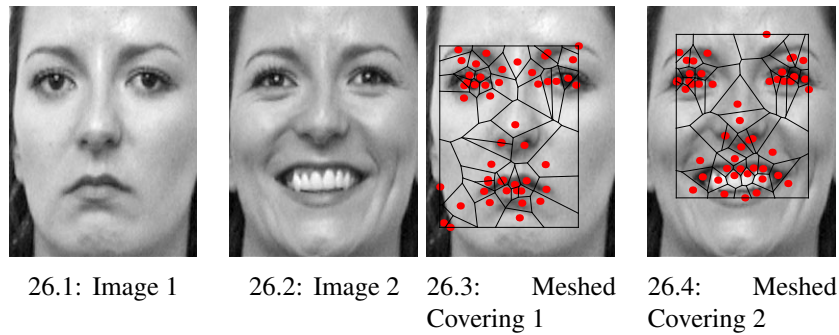 26.1: Image 1
26.2: Image 2
26.3: Meshed
Covering 1
26.4: Meshed
Covering 2